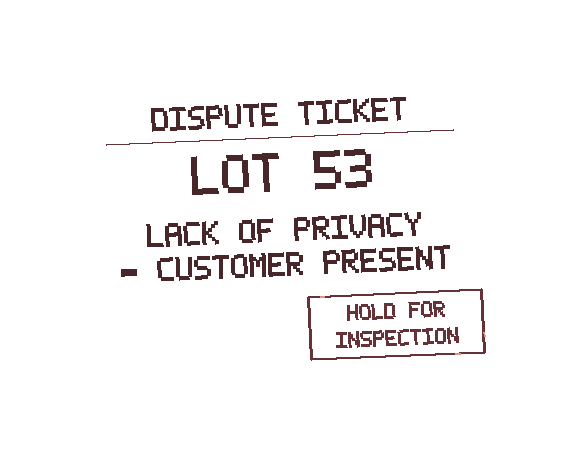 DISPUTE TICKET
LOT 53
LACK OF PRIVACY
- CUSTOMER PRESENT
HOLD FOR
INSPECTION